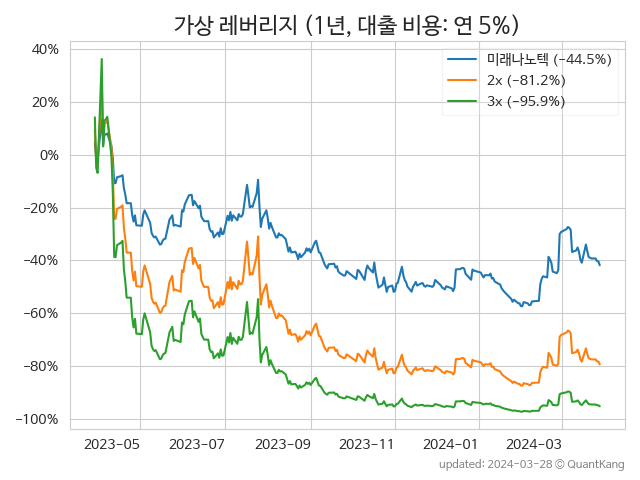 가상 레버리지 (1년, 대출 비용: 연 5%)
미래나노텍 (−44.5%)
2x (−81.2%)
3x (−95.9%)
40%
20%
0%
−20%
−40%
−60%
−80%
−100%
2023-05 2023-07 2023-09 2023-11 2024-01 2024-03
updated: 2024-03-28 © QuantKang